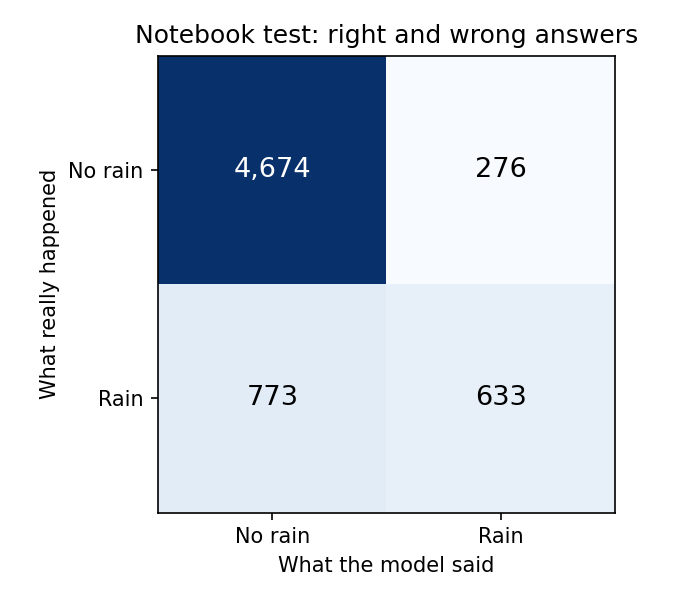 Notebook test: right and wrong answers
What really happened
No rain
4,674
276
Rain
773
633
No rain
Rain
What the model said